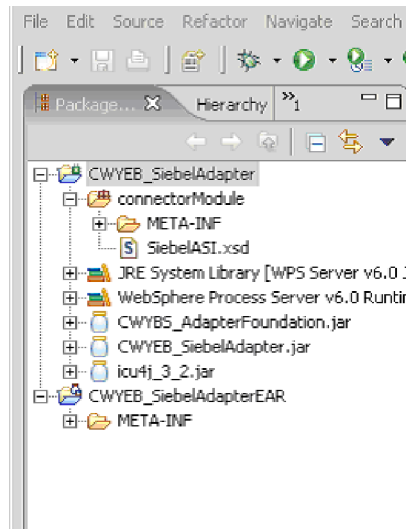 File Edit Source Refactor Navigate Search
Package... Hierarchy »1
CWYEB_SiebelAdapter
connectorModule
META-INF
SiebelASI.xsd
JRE System Library [WPS Server v6.0 J
WebSphere Process Server v6.0 Runtin
CWYBS_AdapterFoundation.jar
CWYEB_SiebelAdapter.jar
icu4j_3_2.jar
CWYEB_SiebelAdapterEAR
META-INF